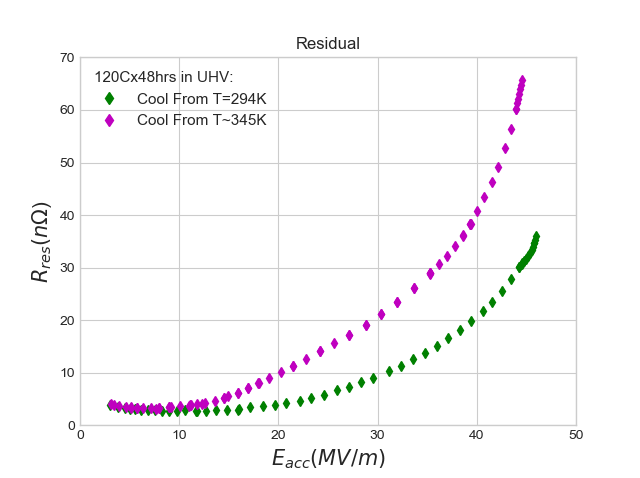 Residual
70
60
50
40
30
20
10
0
R_res(nΩ)
120Cx48hrs in UHV:
Cool From T=294K
Cool From T~345K
0 10 20 30 40 50
E_acc(MV/m)